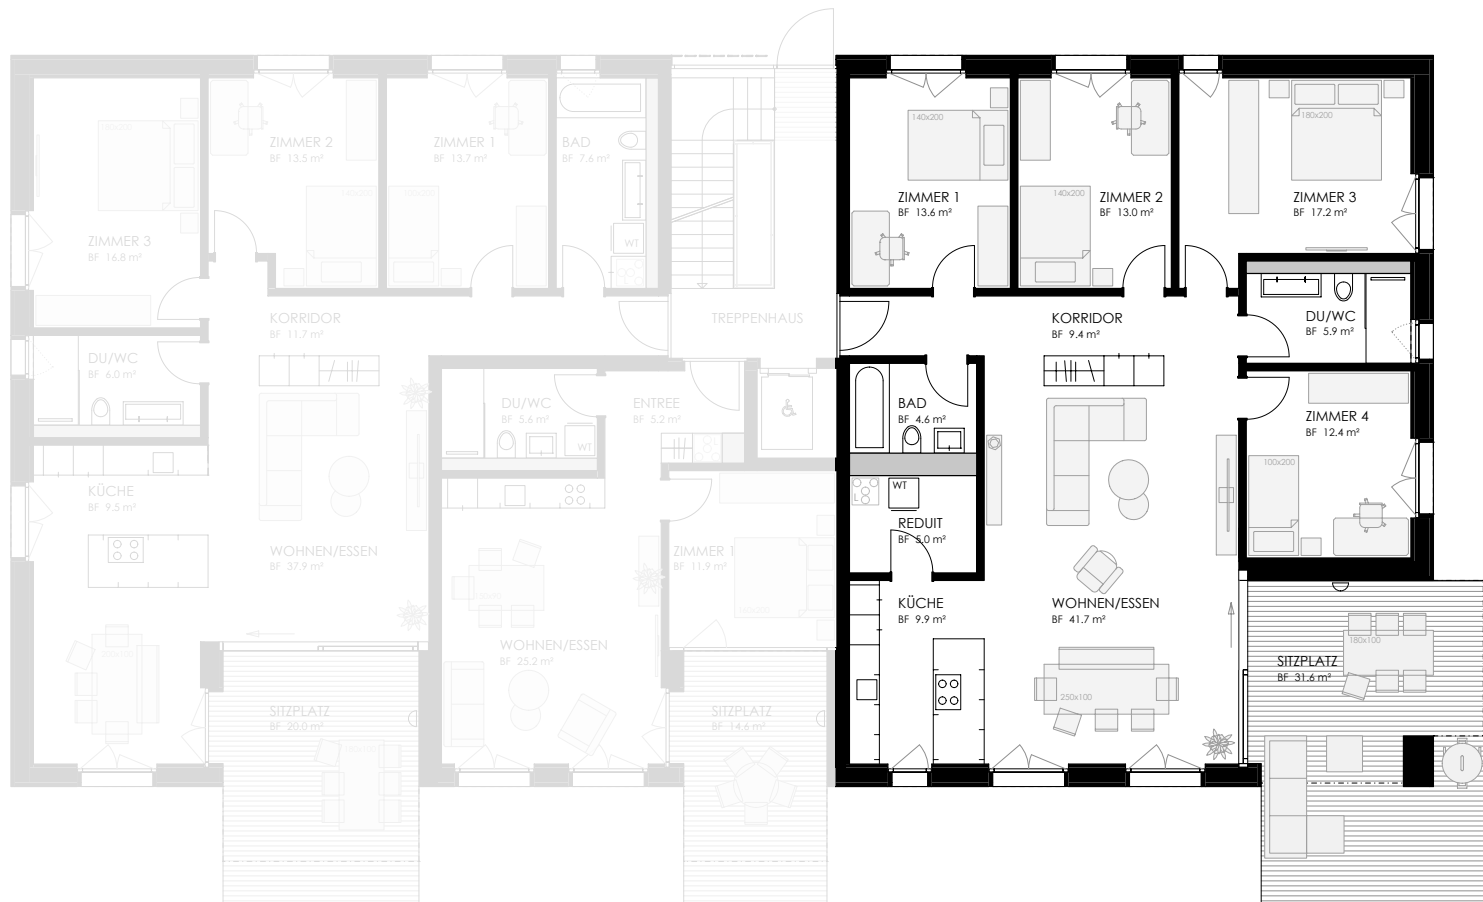 ZIMMER 3
BF 16.8 m²
180x200
ZIMMER 2
BF 13.5 m²
140x200
ZIMMER 1
BF 13.7 m²
BAD
BF 7.6 m²
WT
KORRIDOR
BF 11.7 m²
TREPPENHAUS
DU/WC
BF 6.0 m²
KÜCHE
BF 9.5 m²
WOHNEN/ESSEN
BF 37.9 m²
SITZPLATZ
BF 20.0 m²
DU/WC
BF 5.6 m²
WT
ENTREE
BF 5.2 m²
ZIMMER 1
BF 11.9 m²
WOHNEN/ESSEN
BF 25.2 m²
SITZPLATZ
BF 14.6 m²
140x200
ZIMMER 1
BF 13.6 m²
140x200
ZIMMER 2
BF 13.0 m²
180x200
ZIMMER 3
BF 17.2 m²
KORRIDOR
BF 9.4 m²
DU/WC
BF 5.9 m²
BAD
BF 4.6 m²
ZIMMER 4
BF 12.4 m²
100x200
WT
L
REDUIT
BF 5.0 m²
KÜCHE
BF 9.9 m²
WOHNEN/ESSEN
BF 41.7 m²
250x100
SITZPLATZ
BF 31.6 m²
180x100